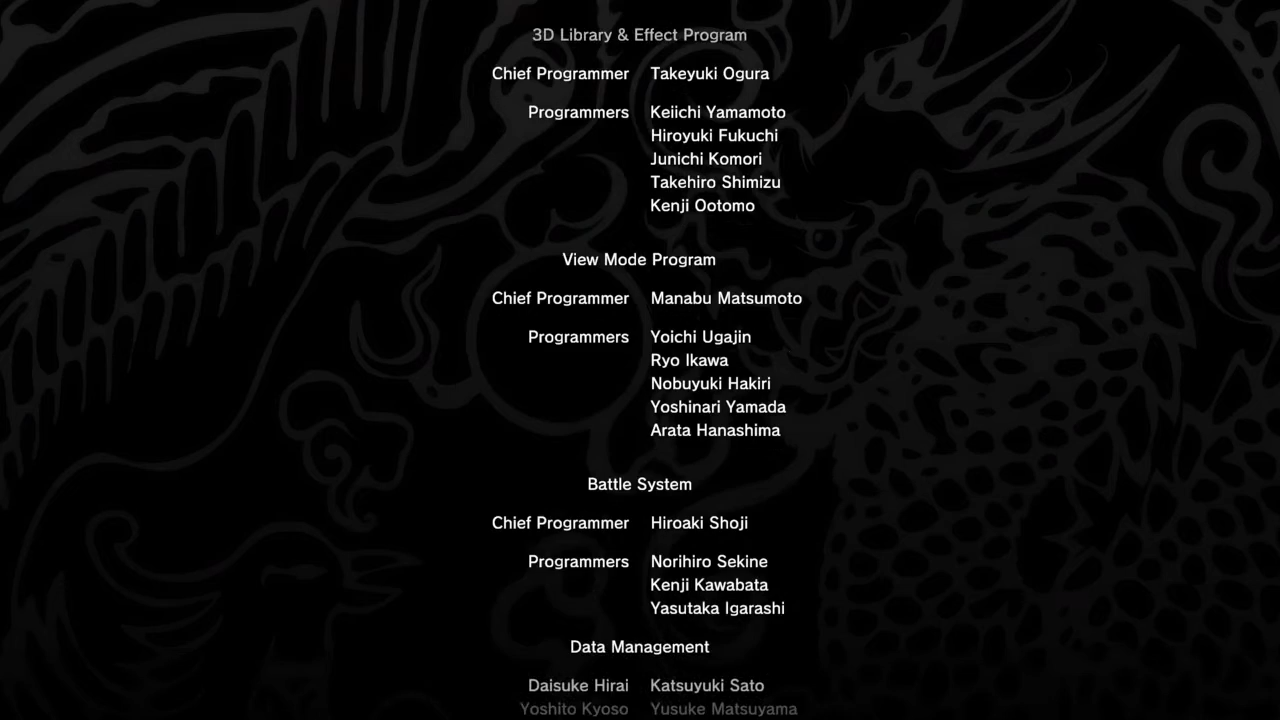 3D Library & Effect Program
Chief Programmer Takeyuki Ogura
Programmers Keiichi Yamamoto
Hiroyuki Fukuchi
Junichi Komori
Takehiro Shimizu
Kenji Ootomo
View Mode Program
Chief Programmer Manabu Matsumoto
Programmers Yoichi Ugajin
Ryo Ikawa
Nobuyuki Hakiri
Yoshinari Yamada
Arata Hanashima
Battle System
Chief Programmer Hiroaki Shoji
Programmers Norihiro Sekine
Kenji Kawabata
Yasutaka Igarashi
Data Management
Daisuke Hirai Katsuyuki Sato
Yoshito Kyoso Yusuke Matsuyama